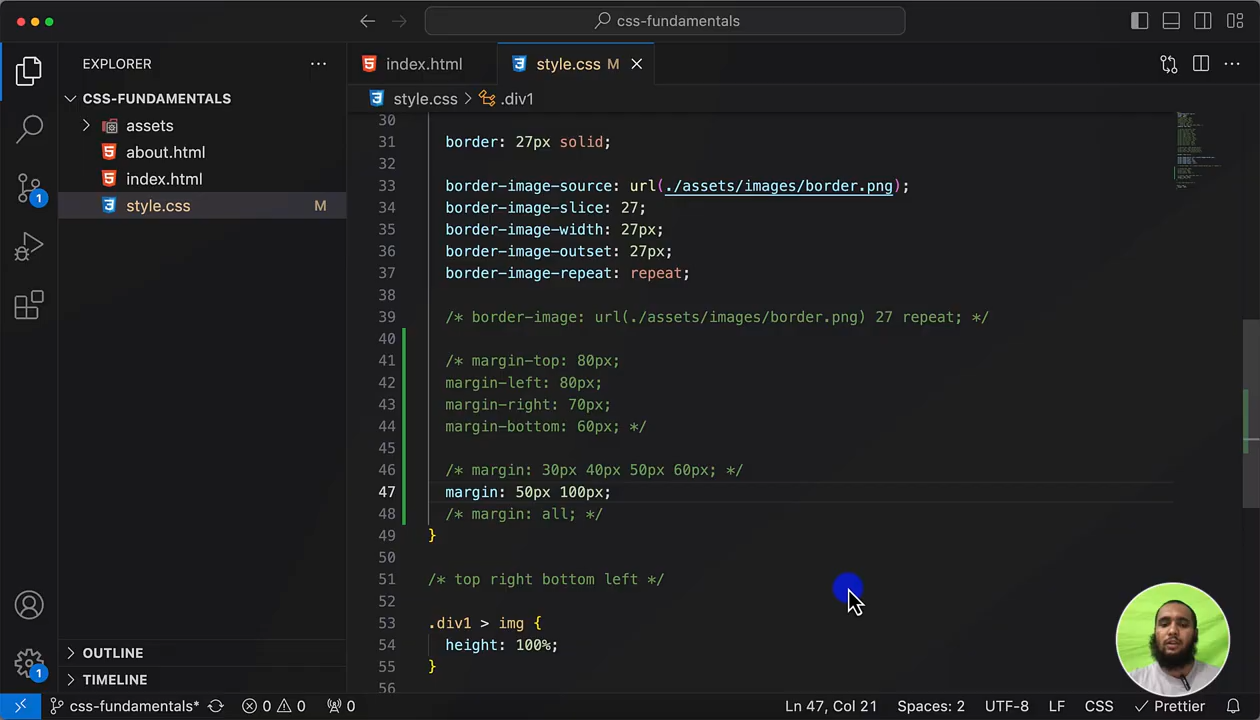 css-fundamentals
EXPLORER
index.html
style.css M
CSS-FUNDAMENTALS
style.css > .div1
assets
about.html
index.html
style.css M
30
31 border: 27px solid;
32
33 border-image-source: url(./assets/images/border.png);
34 border-image-slice: 27;
35 border-image-width: 27px;
36 border-image-outset: 27px;
37 border-image-repeat: repeat;
38
39 /* border-image: url(./assets/images/border.png) 27 repeat; */
40
41 /* margin-top: 80px;
42 margin-left: 80px;
43 margin-right: 70px;
44 margin-bottom: 60px; */
45
46 /* margin: 30px 40px 50px 60px; */
47 margin: 50px 100px;
48 /* margin: all; */
49 }
50
51 /* top right bottom left */
52
53 .div1 > img {
54 height: 100%;
55 }
56
1
1
OUTLINE
TIMELINE
css-fundamentals* 0 0 0 Ln 47, Col 21 Spaces: 2 UTF-8 LF CSS Prettier